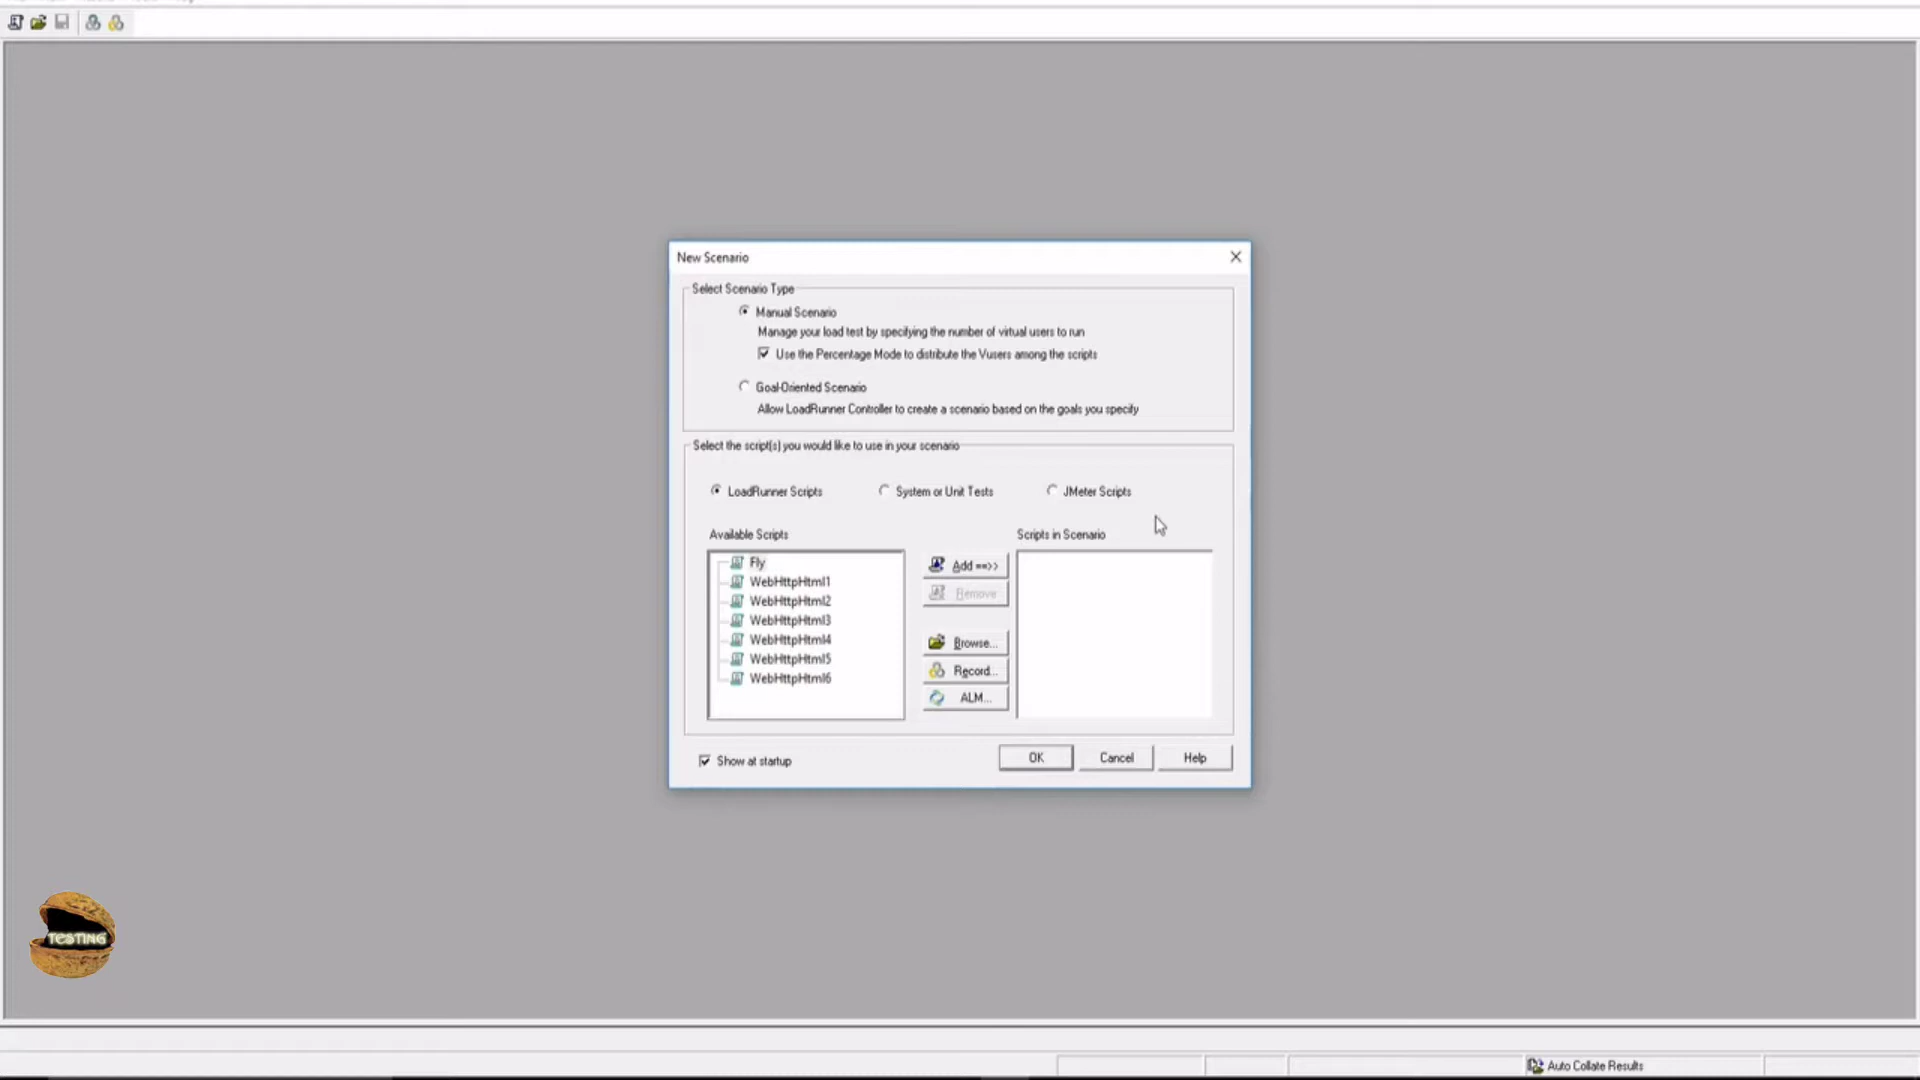 New Scenario
Select Scenario Type
Manual Scenario
Manage your load test by specifying the number of virtual users to run
Use the Percentage Mode to distribute the Vusers among the scripts
Goal-Oriented Scenario
Allow LoadRunner Controller to create a scenario based on the goals you specify
Select the script(s) you would like to use in your scenario
LoadRunner Scripts System or Unit Tests JMeter Scripts
Available Scripts Scripts in Scenario
Fly
WebHttpHtml1
WebHttpHtml2
WebHttpHtml3
WebHttpHtml4
WebHttpHtml5
WebHttpHtml6
Add ==>>
Remove
Browse...
Record...
ALM...
Show at startup OK Cancel Help
TESTING
Auto Collate Results